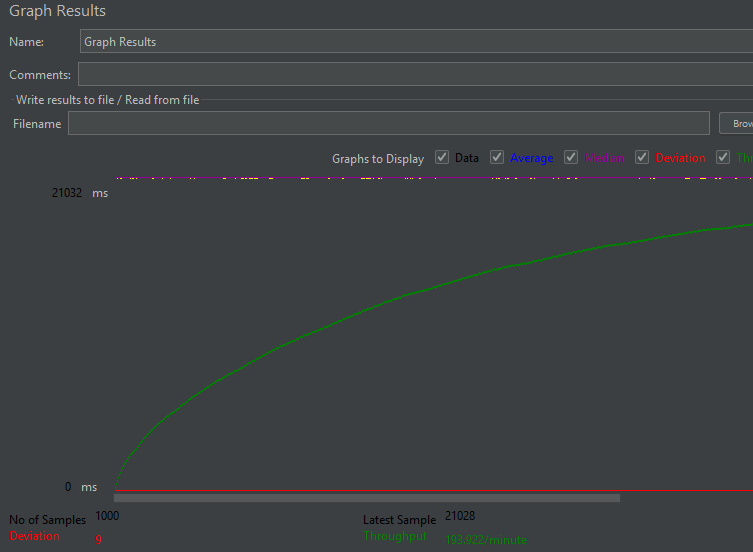 Graph Results
Name: Graph Results
Comments:
Write results to file / Read from file
Filename Brow
Graphs to Display Data Average Median Deviation Thr
21032 ms
0 ms
No of Samples 1000 Latest Sample 21028
Deviation 9 Throughput 193.922/minute